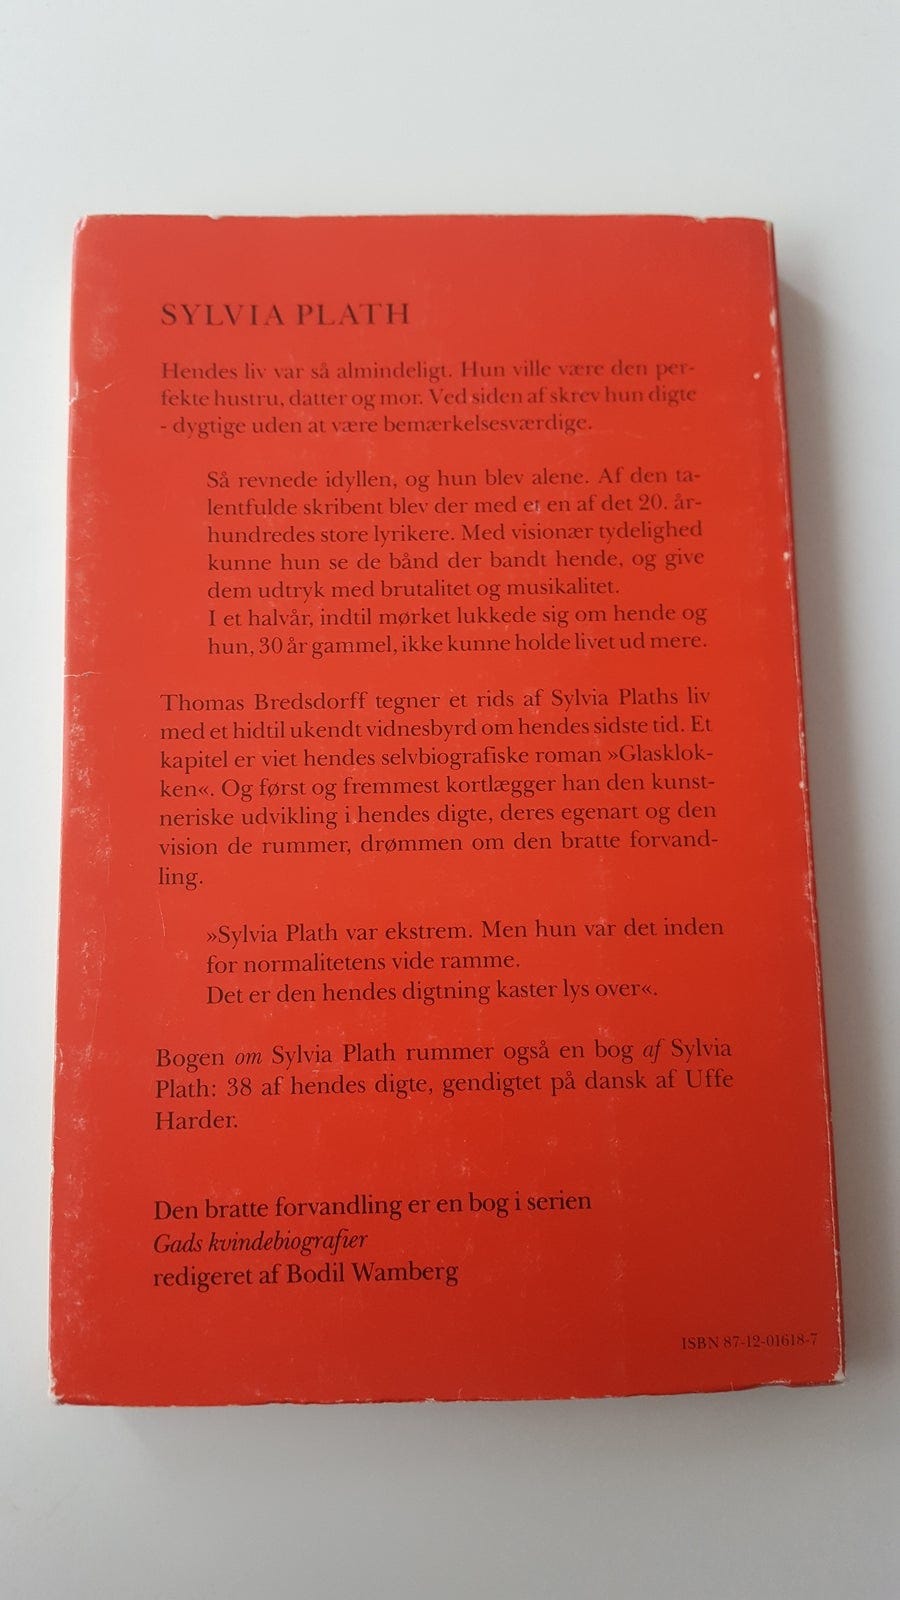 SYLVIA PLATH
Hendes liv var så almindeligt. Hun ville være den per-
fekte hustru, datter og mor. Ved siden af skrev hun digte
- dygtige uden at være bemærkelsesværdige.
Så revnede idyllen, og hun blev alene. Af den ta-
lentfulde skribent blev der med et en af det 20. år-
hundredes store lyrikere. Med visionær tydelighed
kunne hun se de bånd der bandt hende, og give
dem udtryk med brutalitet og musikalitet.
I et halvår, indtil mørket lukkede sig om hende og
hun, 30 år gammel, ikke kunne holde livet ud mere.
Thomas Bredsdorff tegner et rids af Sylvia Plaths liv
med et hidtil ukendt vidnesbyrd om hendes sidste tid. Et
kapitel er viet hendes selvbiografiske roman »Glasklok-
ken«. Og først og fremmest kortlægger han den kunst-
neriske udvikling i hendes digte, deres egenart og den
vision de rummer, drømmen om den bratte forvand-
ling.
»Sylvia Plath var ekstrem. Men hun var det inden
for normalitetens vide ramme.
Det er den hendes digtning kaster lys over«.
Bogen om Sylvia Plath rummer også en bog af Sylvia
Plath: 38 af hendes digte, gendigtet på dansk af Uffe
Harder.
Den bratte forvandling er en bog i serien
Gads kvindebiografier
redigeret af Bodil Wamberg
ISBN 87-12-01618-7